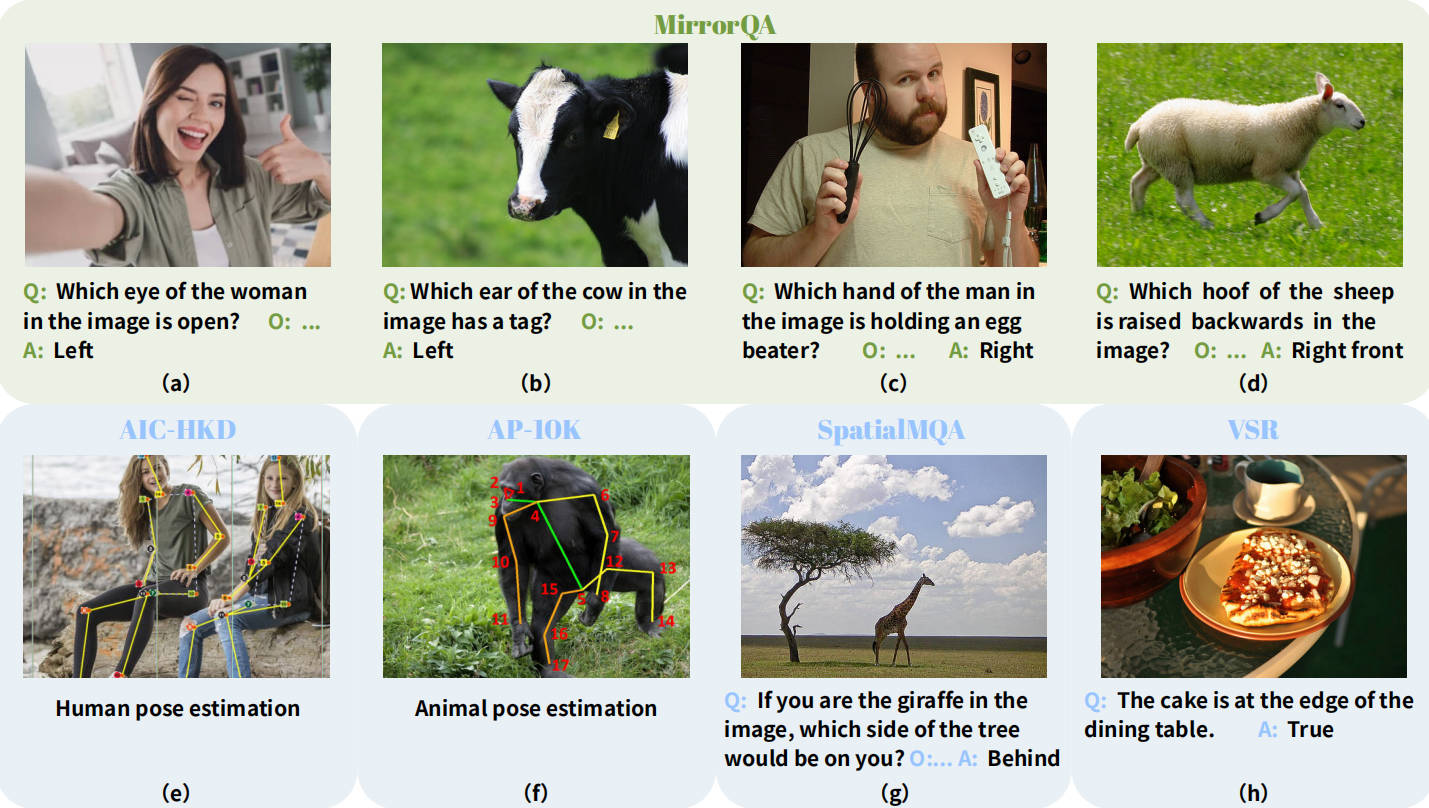 MirrorQA
Q: Which eye of the woman
in the image is open? O: ...
A: Left
(a)
Q: Which ear of the cow in the
image has a tag? O: ...
A: Left
(b)
Q: Which hand of the man in
the image is holding an egg
beater? O: ... A: Right
(c)
Q: Which hoof of the sheep
is raised backwards in the
image? O: ... A: Right front
(d)
AIC-HKD
Human pose estimation
(e)
AP-10K
2
1
3
6
9
4
7
10
12
13
15
5
8
11
14
16
17
Animal pose estimation
(f)
SpatialMQA
Q: If you are the giraffe in the
image, which side of the tree
would be on you? O:... A: Behind
(g)
VSR
Q: The cake is at the edge of the
dining table. A: True
(h)